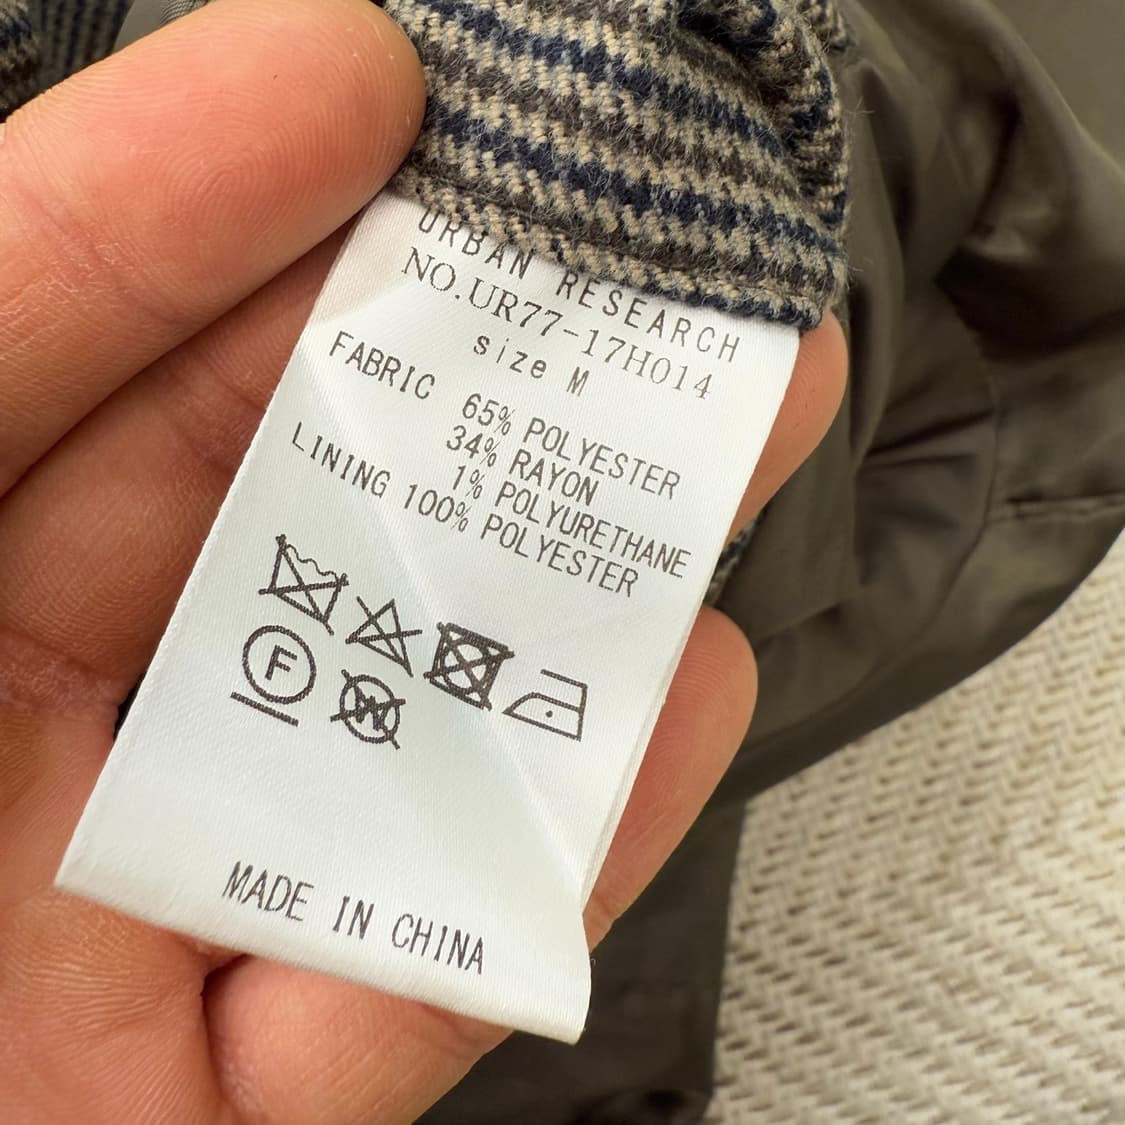 URBAN RESEARCH
NO.UR77-17H014
size M
FABRIC 65% POLYESTER
34% RAYON
1% POLYURETHANE
LINING 100% POLYESTER
F
W
MADE IN CHINA